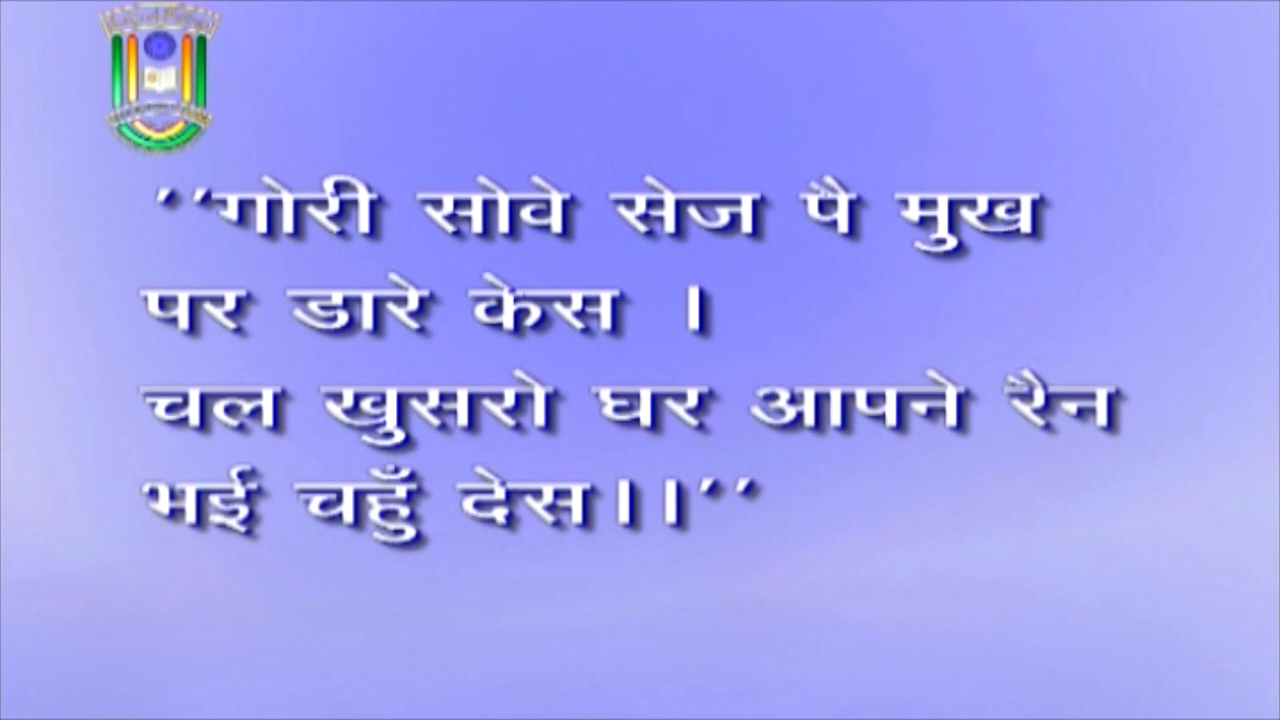 ´´गोरी सोवे सेज पै मुख
पर डारे केस ।
चल खुसरो घर आपने रैन
भई चहुँ देस।।´´